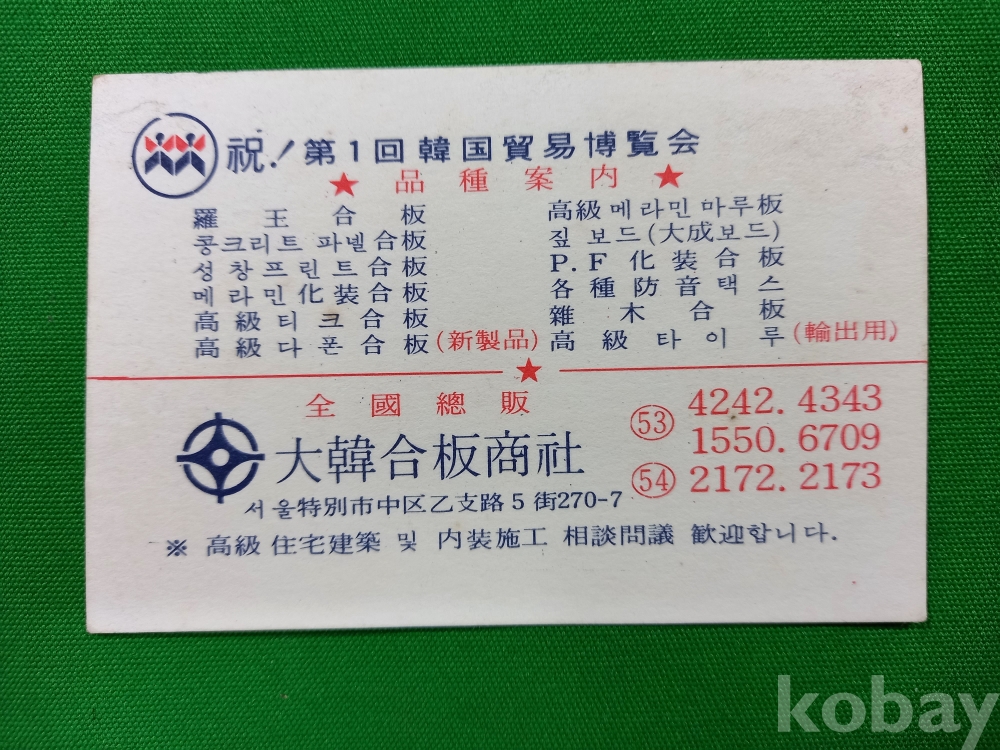 祝! 第1回韓国貿易博覧会
★ 品種案内 ★
羅王合板
콩크리트 파넬合板
성창프린트合板
메라민化装合板
高級티크合板
高級다폰合板(新製品)
高級메라민마루板
짚보드(大成보드)
P.F化装合板
各種防音택스
雜木合板
高級타이루(輸出用)
全國總販
大韓合板商社
서울特別市中区乙支路5街270-7
㊼ 4242. 4343
1550. 6709
㊾ 2172. 2173
※ 高級住宅建築 및 内装施工 相談問議 歓迎합니다.
kobay